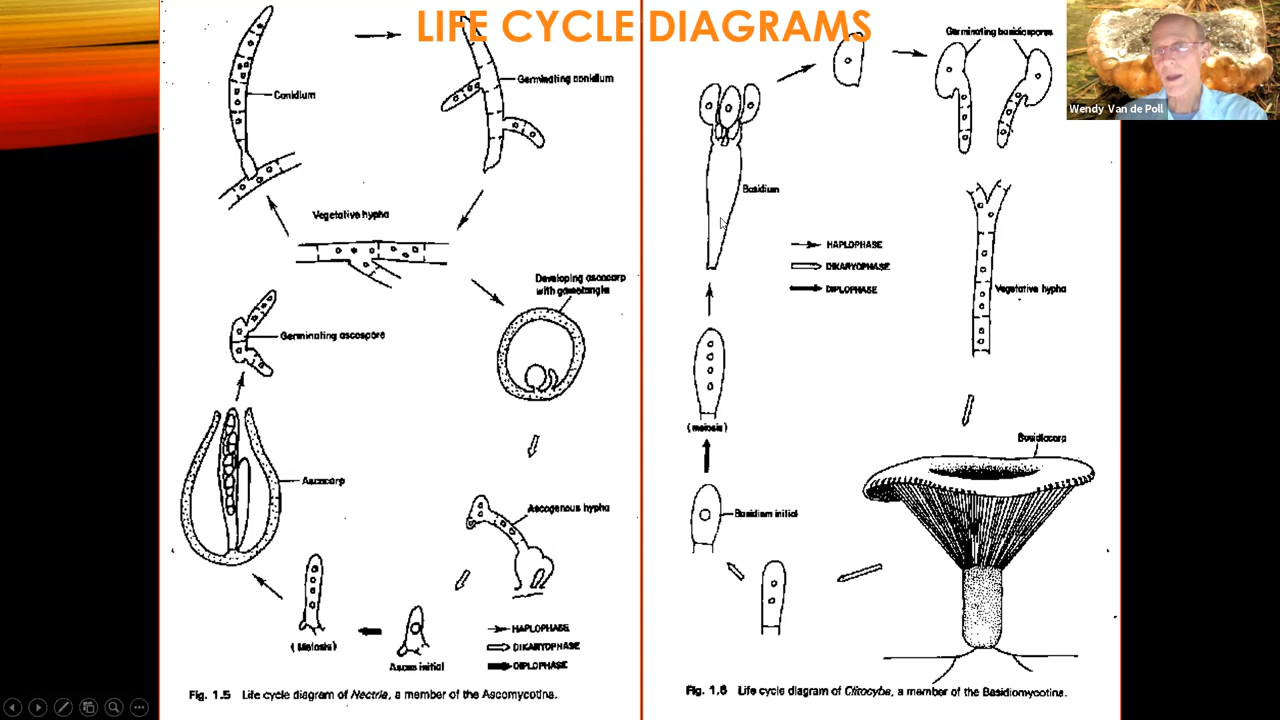 LIFE CYCLE DIAGRAMS
Wendy Van de Poll
Conidium
Germinating conidium
Vegetative hypha
Developing ascocarp
with gametangia
Germinating ascospore
Ascocarp
Ascogenous hypha
(Meiosis)
Ascus initial
HAPLOPHASE
DIKARYOPHASE
DIPLOPHASE
Fig. 1.5 Life cycle diagram of Nectria, a member of the Ascomycotina.
Germinating basidiospores
Basidium
HAPLOPHASE
DIKARYOPHASE
DIPLOPHASE
Vegetative hypha
(meiosis)
Basidiocarp
Basidium initial
Fig. 1.6 Life cycle diagram of Clitocybe, a member of the Basidiomycotina.